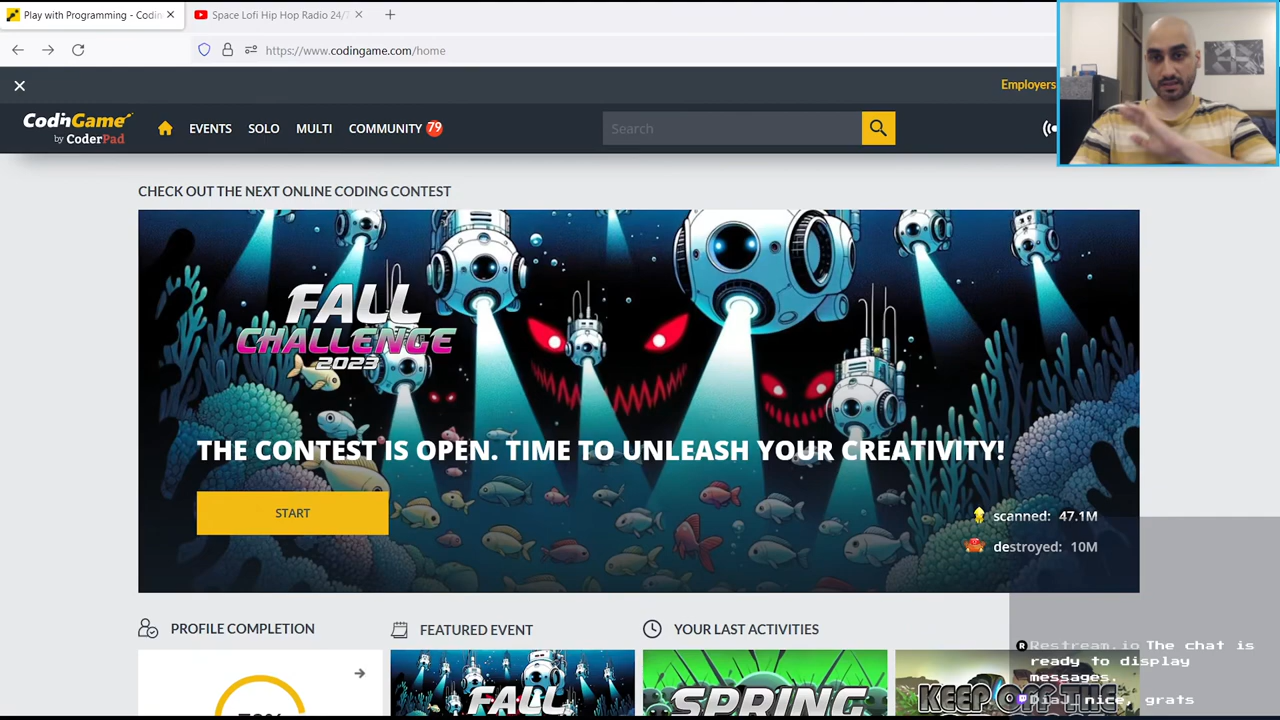 Play with Programming - Codin
Space Lofi Hip Hop Radio 24/7
https://www.codingame.com/home
Employers
CodinGame
by CoderPad
EVENTS SOLO MULTI COMMUNITY 79
Search
CHECK OUT THE NEXT ONLINE CODING CONTEST
FALL
CHALLENGE
2023
THE CONTEST IS OPEN. TIME TO UNLEASH YOUR CREATIVITY!
START
scanned: 47.1M
destroyed: 10M
PROFILE COMPLETION
FEATURED EVENT
YOUR LAST ACTIVITIES
FALL
SPRING
KEEP OFF THE
Restream.io The chat is
ready to display
messages.
nice, grats